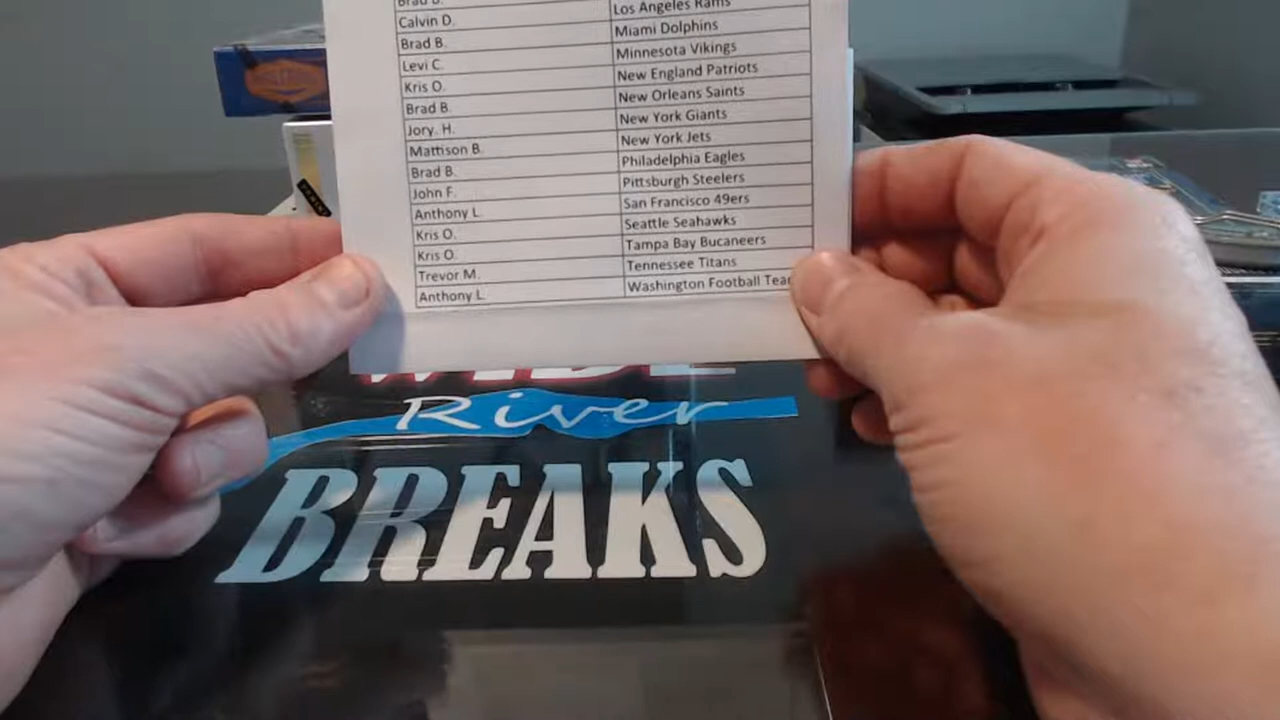 Brad B.
Calvin D. Los Angeles Rams
Brad B. Miami Dolphins
Levi C. Minnesota Vikings
Kris O. New England Patriots
Brad B. New Orleans Saints
Jory. H. New York Giants
Mattison B. New York Jets
Brad B. Philadelphia Eagles
John F. Pittsburgh Steelers
Anthony L. San Francisco 49ers
Kris O. Seattle Seahawks
Kris O. Tampa Bay Bucaneers
Trevor M. Tennessee Titans
Anthony L. Washington Football Tea
WIDE
River
BREAKS